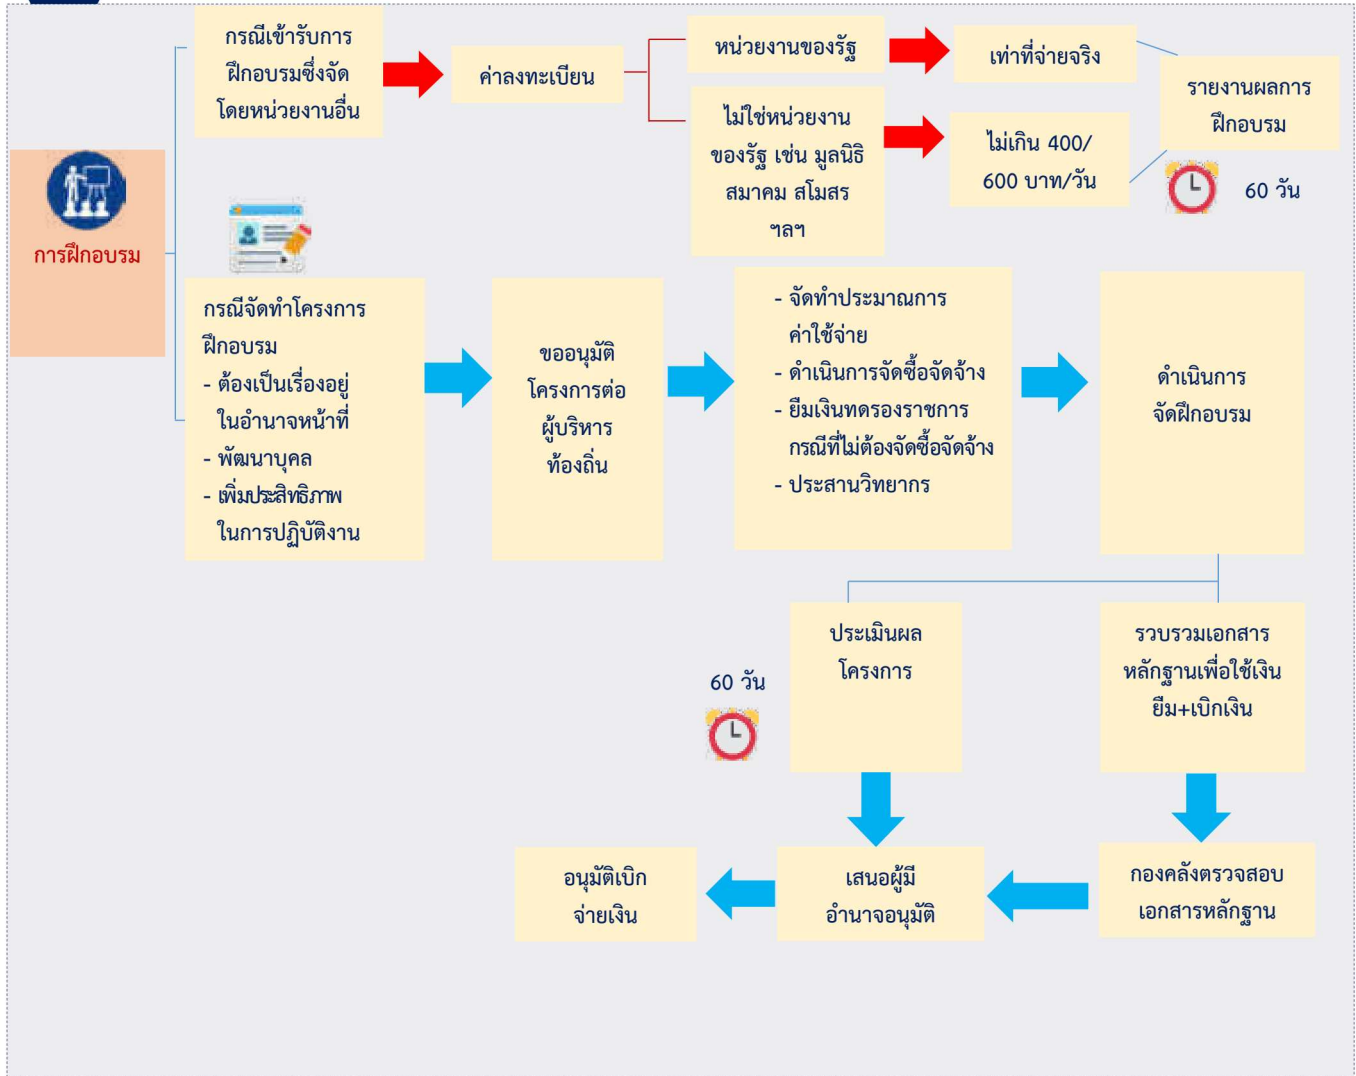 การฝึกอบรม
กรณีเข้ารับการ
ฝึกอบรมซึ่งจัด
โดยหน่วยงานอื่น
ค่าลงทะเบียน
หน่วยงานของรัฐ
เท่าที่จ่ายจริง
ไม่ใช่หน่วยงาน
ของรัฐ เช่น มูลนิธิ
สมาคม สโมสร
ฯลฯ
ไม่เกิน 400/
600 บาท/วัน
รายงานผลการ
ฝึกอบรม
60 วัน
กรณีจัดทำโครงการ
ฝึกอบรม
- ต้องเป็นเรื่องอยู่
ในอำนาจหน้าที่
- พัฒนาบุคล
- เพิ่มประสิทธิภาพ
ในการปฏิบัติงาน
ขออนุมัติ
โครงการต่อ
ผู้บริหาร
ท้องถิ่น
- จัดทำประมาณการ
ค่าใช้จ่าย
- ดำเนินการจัดซื้อจัดจ้าง
- ยืมเงินทดรองราชการ
กรณีที่ไม่ต้องจัดซื้อจัดจ้าง
- ประสานวิทยากร
ดำเนินการ
จัดฝึกอบรม
ประเมินผล
โครงการ
60 วัน
รวบรวมเอกสาร
หลักฐานเพื่อใช้เงิน
ยืม+เบิกเงิน
กองคลังตรวจสอบ
เอกสารหลักฐาน
เสนอผู้มี
อำนาจอนุมัติ
อนุมัติเบิก
จ่ายเงิน